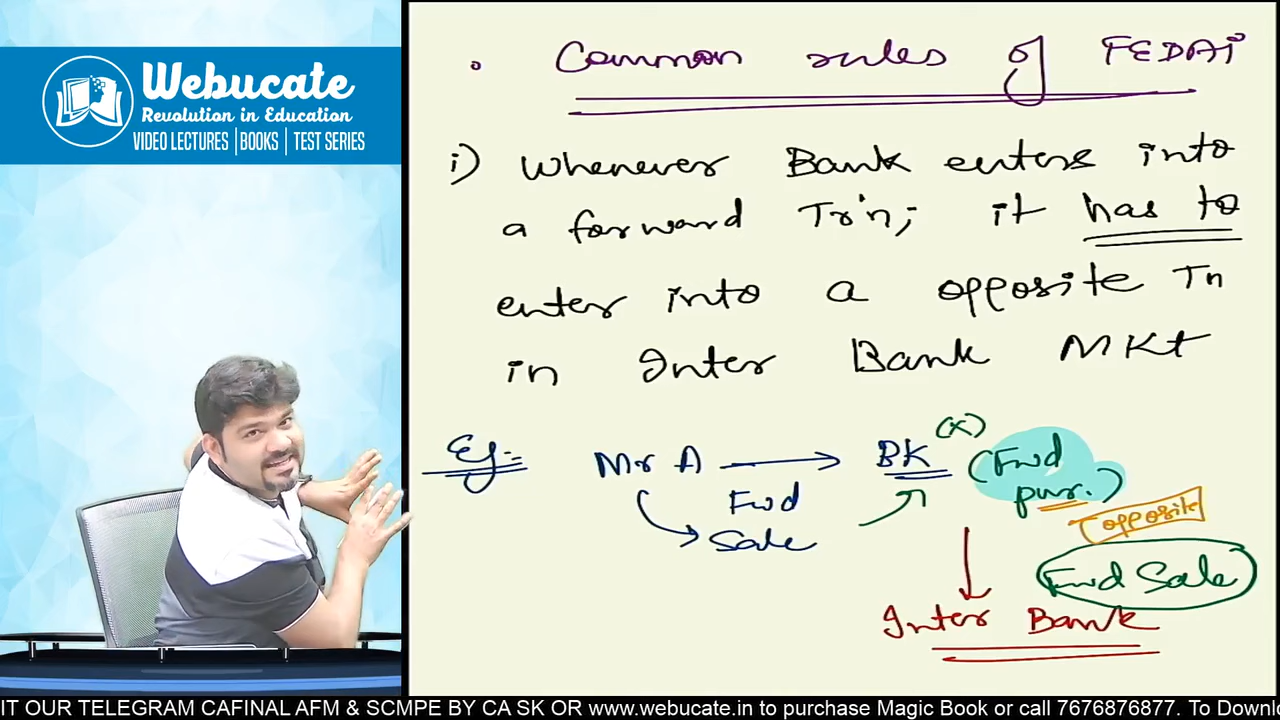 Webucate
Revolution in Education
VIDEO LECTURES | BOOKS | TEST SERIES
Common rules of FEDAi
i) Whenever Bank enters into
a forward Tr'n; it has to
enter into a opposite Tn
in Inter Bank MKt
Eg:-
Mr A → BK (x) (Fwd pur.)
Fwd
Sale
opposite
Fwd Sale
Inter Bank
IT OUR TELEGRAM CAFINAL AFM & SCMPE BY CA SK OR www.webucate.in to purchase Magic Book or call 7676876877. To Downlo